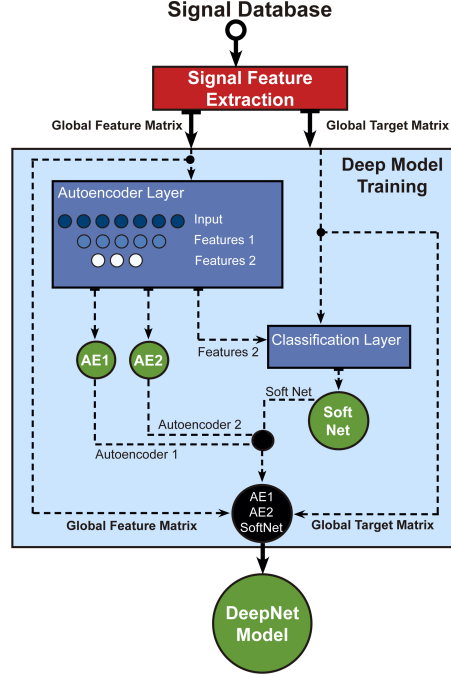 Signal Database
Signal Feature
Extraction
Global Feature Matrix
Global Target Matrix
Deep Model
Training
Autoencoder Layer
Input
Features 1
Features 2
AE1
AE2
Features 2
Classification Layer
Soft Net
Soft
Net
Autoencoder 2
Autoencoder 1
AE1
AE2
SoftNet
Global Feature Matrix
Global Target Matrix
DeepNet
Model